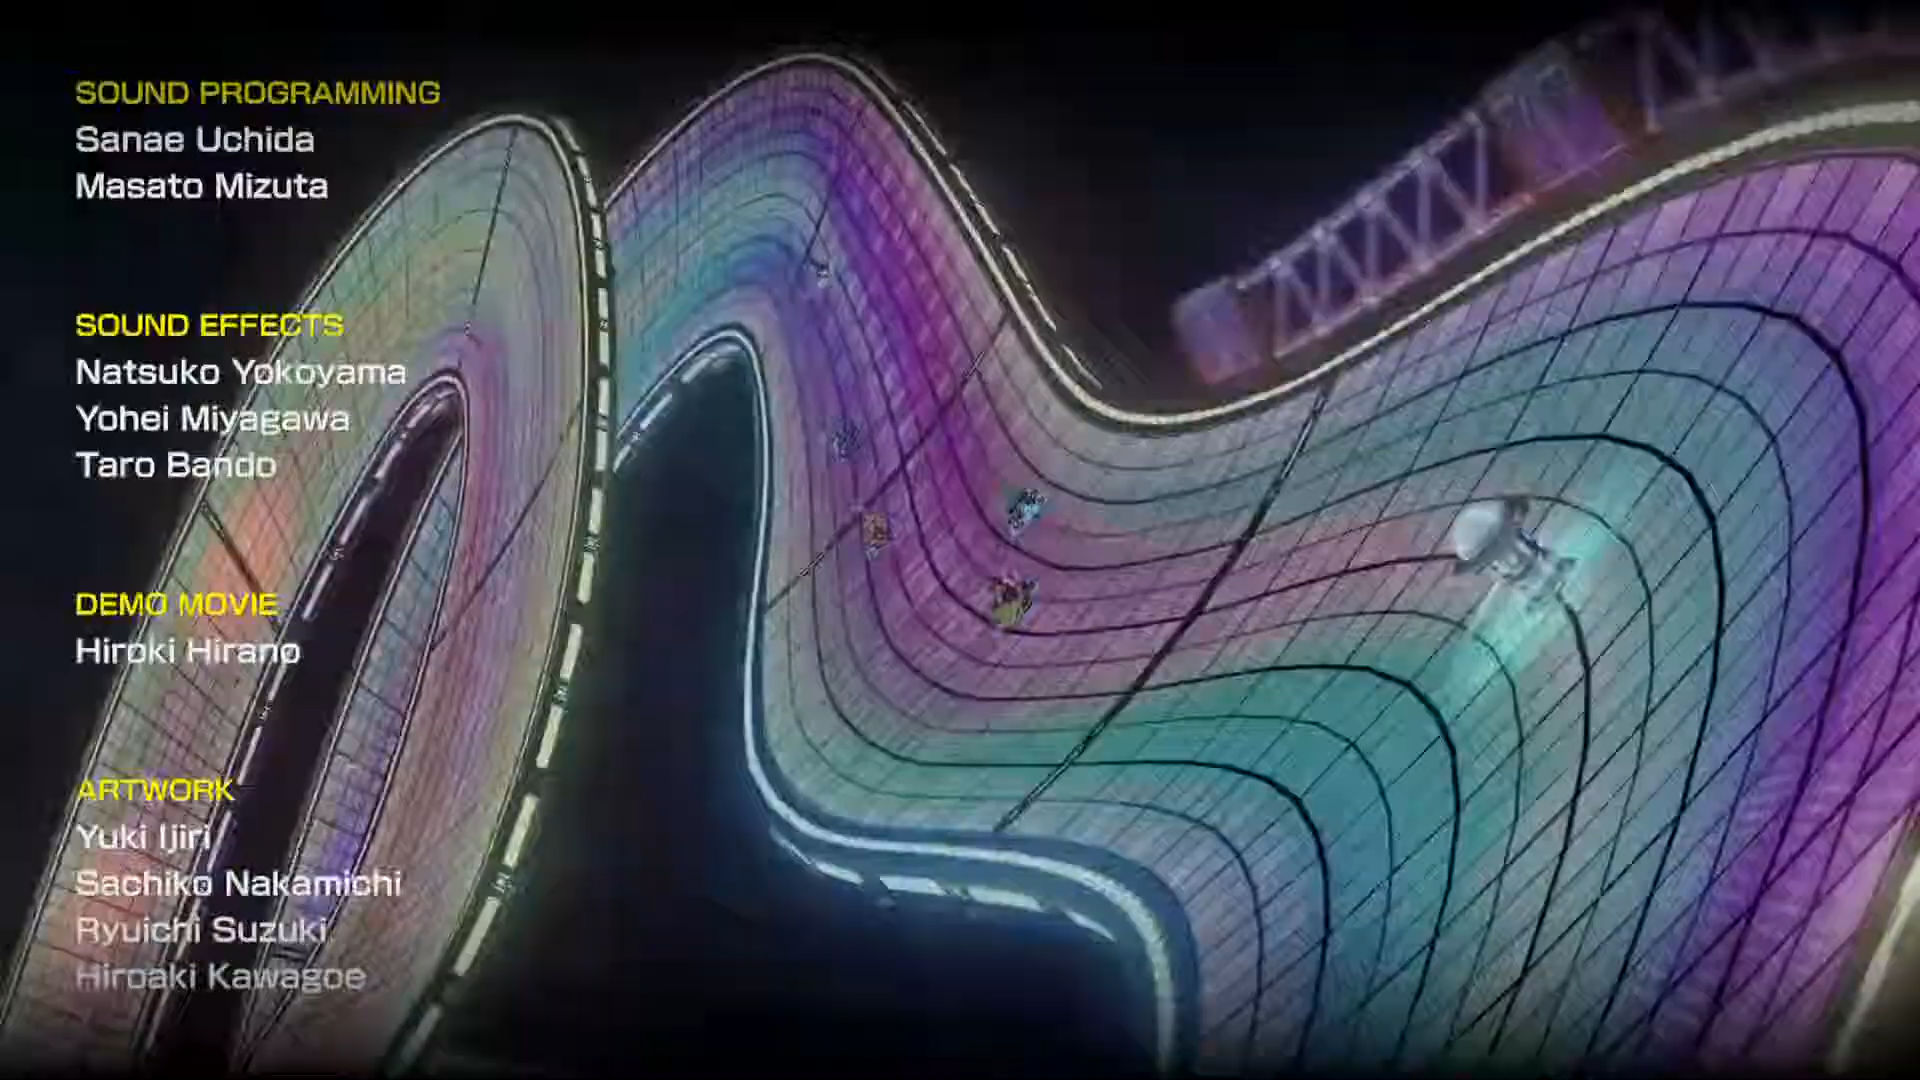 SOUND PROGRAMMING
Sanae Uchida
Masato Mizuta
SOUND EFFECTS
Natsuko Yokoyama
Yohei Miyagawa
Taro Bando
DEMO MOVIE
Hiroki Hirano
ARTWORK
Yuki Ijiri
Sachiko Nakamichi
Ryuichi Suzuki
Hiroaki Kawagoe